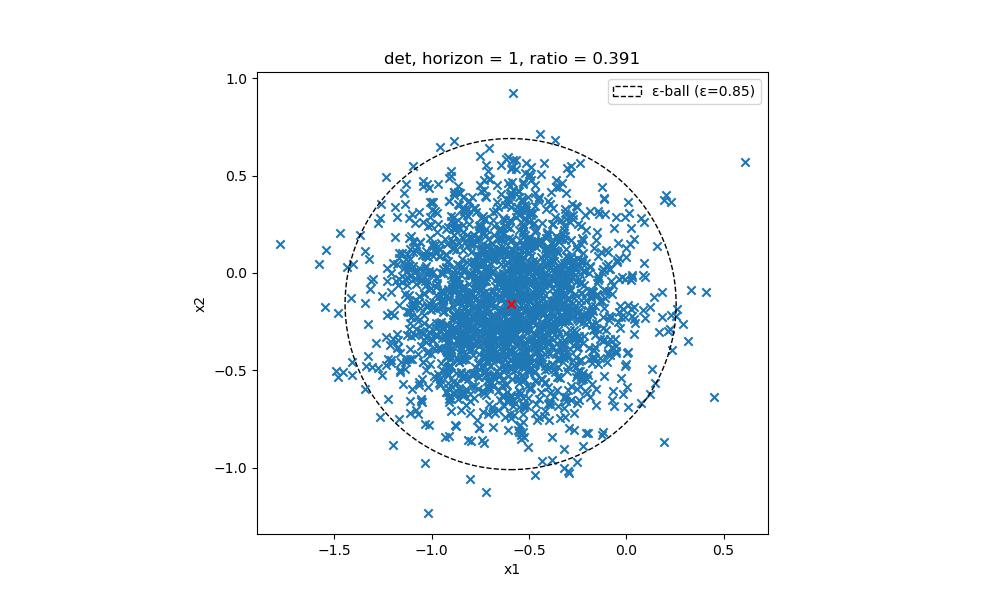 det, horizon = 1, ratio = 0.391
ε-ball (ε=0.85)
1.0
0.5
0.0
−0.5
−1.0
x2
−1.5 −1.0 −0.5 0.0 0.5
x1